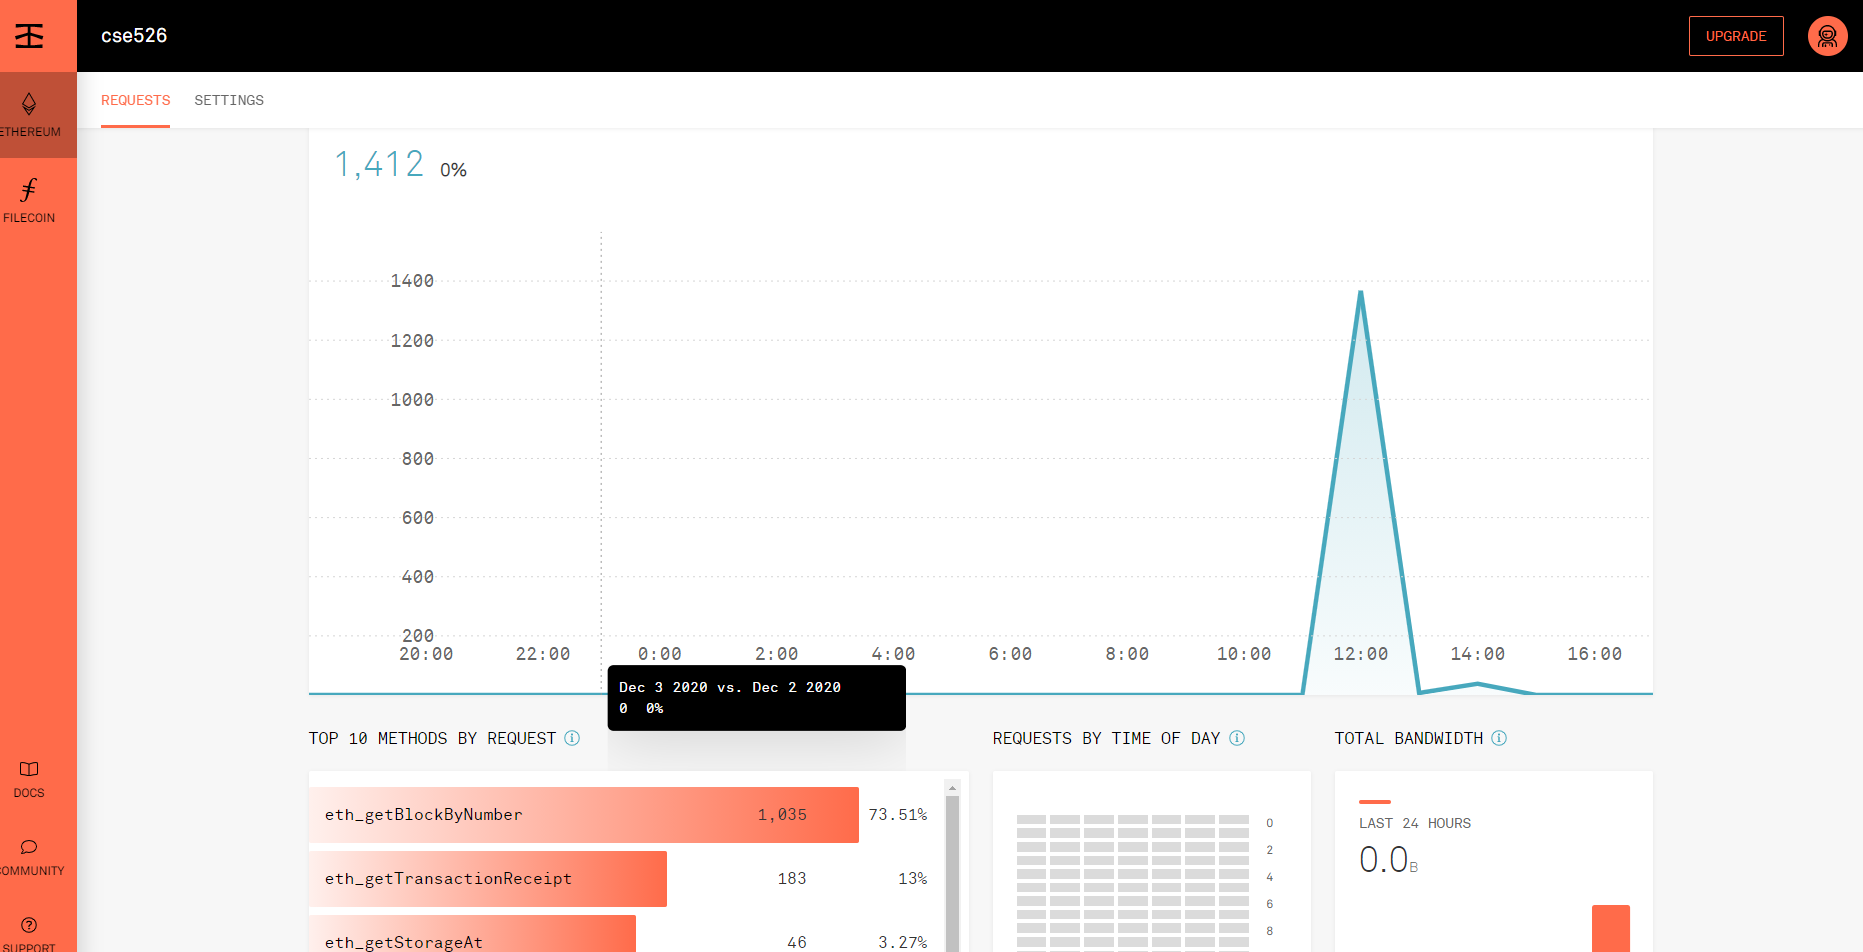 cse526
UPGRADE
ETHEREUM
FILECOIN
DOCS
COMMUNITY
SUPPORT
REQUESTS SETTINGS
1,412 0%
1400
1200
1000
800
600
400
200
20:00 22:00 0:00 2:00 4:00 6:00 8:00 10:00 12:00 14:00 16:00
Dec 3 2020 vs. Dec 2 2020
0 0%
TOP 10 METHODS BY REQUEST
eth_getBlockByNumber 1,035 73.51%
eth_getTransactionReceipt 183 13%
eth_getStorageAt 46 3.27%
REQUESTS BY TIME OF DAY
0
2
4
6
8
TOTAL BANDWIDTH
LAST 24 HOURS
0.0B